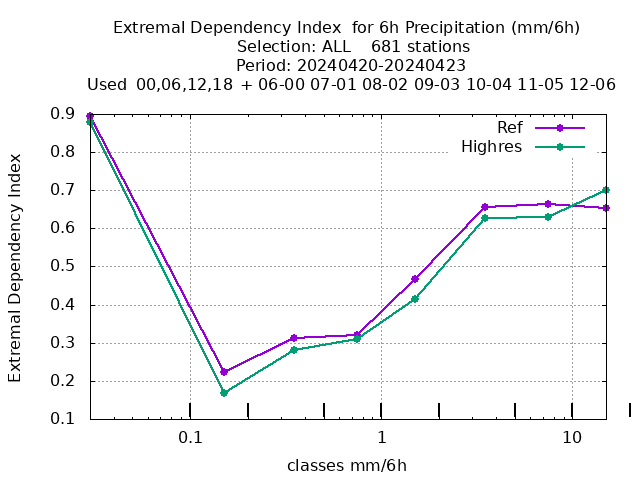 Extremal Dependency Index  for 6h Precipitation (mm/6h)
Selection: ALL    681 stations
Period: 20240420-20240423
Used  00,06,12,18  + 06-00 07-01 08-02 09-03 10-04 11-05 12-06
Extremal Dependency Index
0.9
0.8
0.7
0.6
0.5
0.4
0.3
0.2
0.1
Ref
Highres
0.1
1
10
classes mm/6h